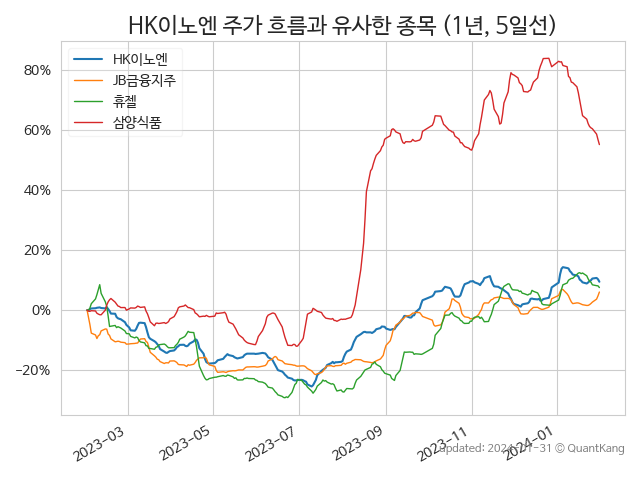 HK이노엔 주가 흐름과 유사한 종목 (1년, 5일선)
HK이노엔
JB금융지주
휴젤
삼양식품
80%
60%
40%
20%
0%
−20%
2023-03
2023-05
2023-07
2023-09
2023-11
2024-01
updated: 2024-01-31 © QuantKang